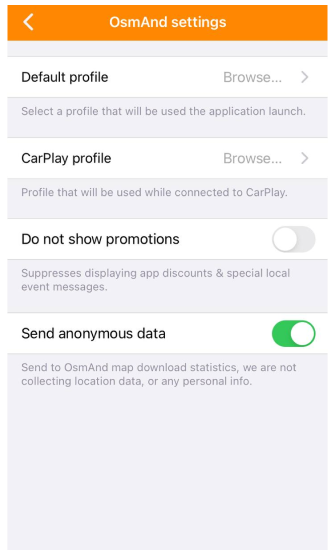 OsmAnd settings
Default profile Browse...
Select a profile that will be used the application launch.
CarPlay profile Browse...
Profile that will be used while connected to CarPlay.
Do not show promotions
Suppresses displaying app discounts & special local
event messages.
Send anonymous data
Send to OsmAnd map download statistics, we are not
collecting location data, or any personal info.